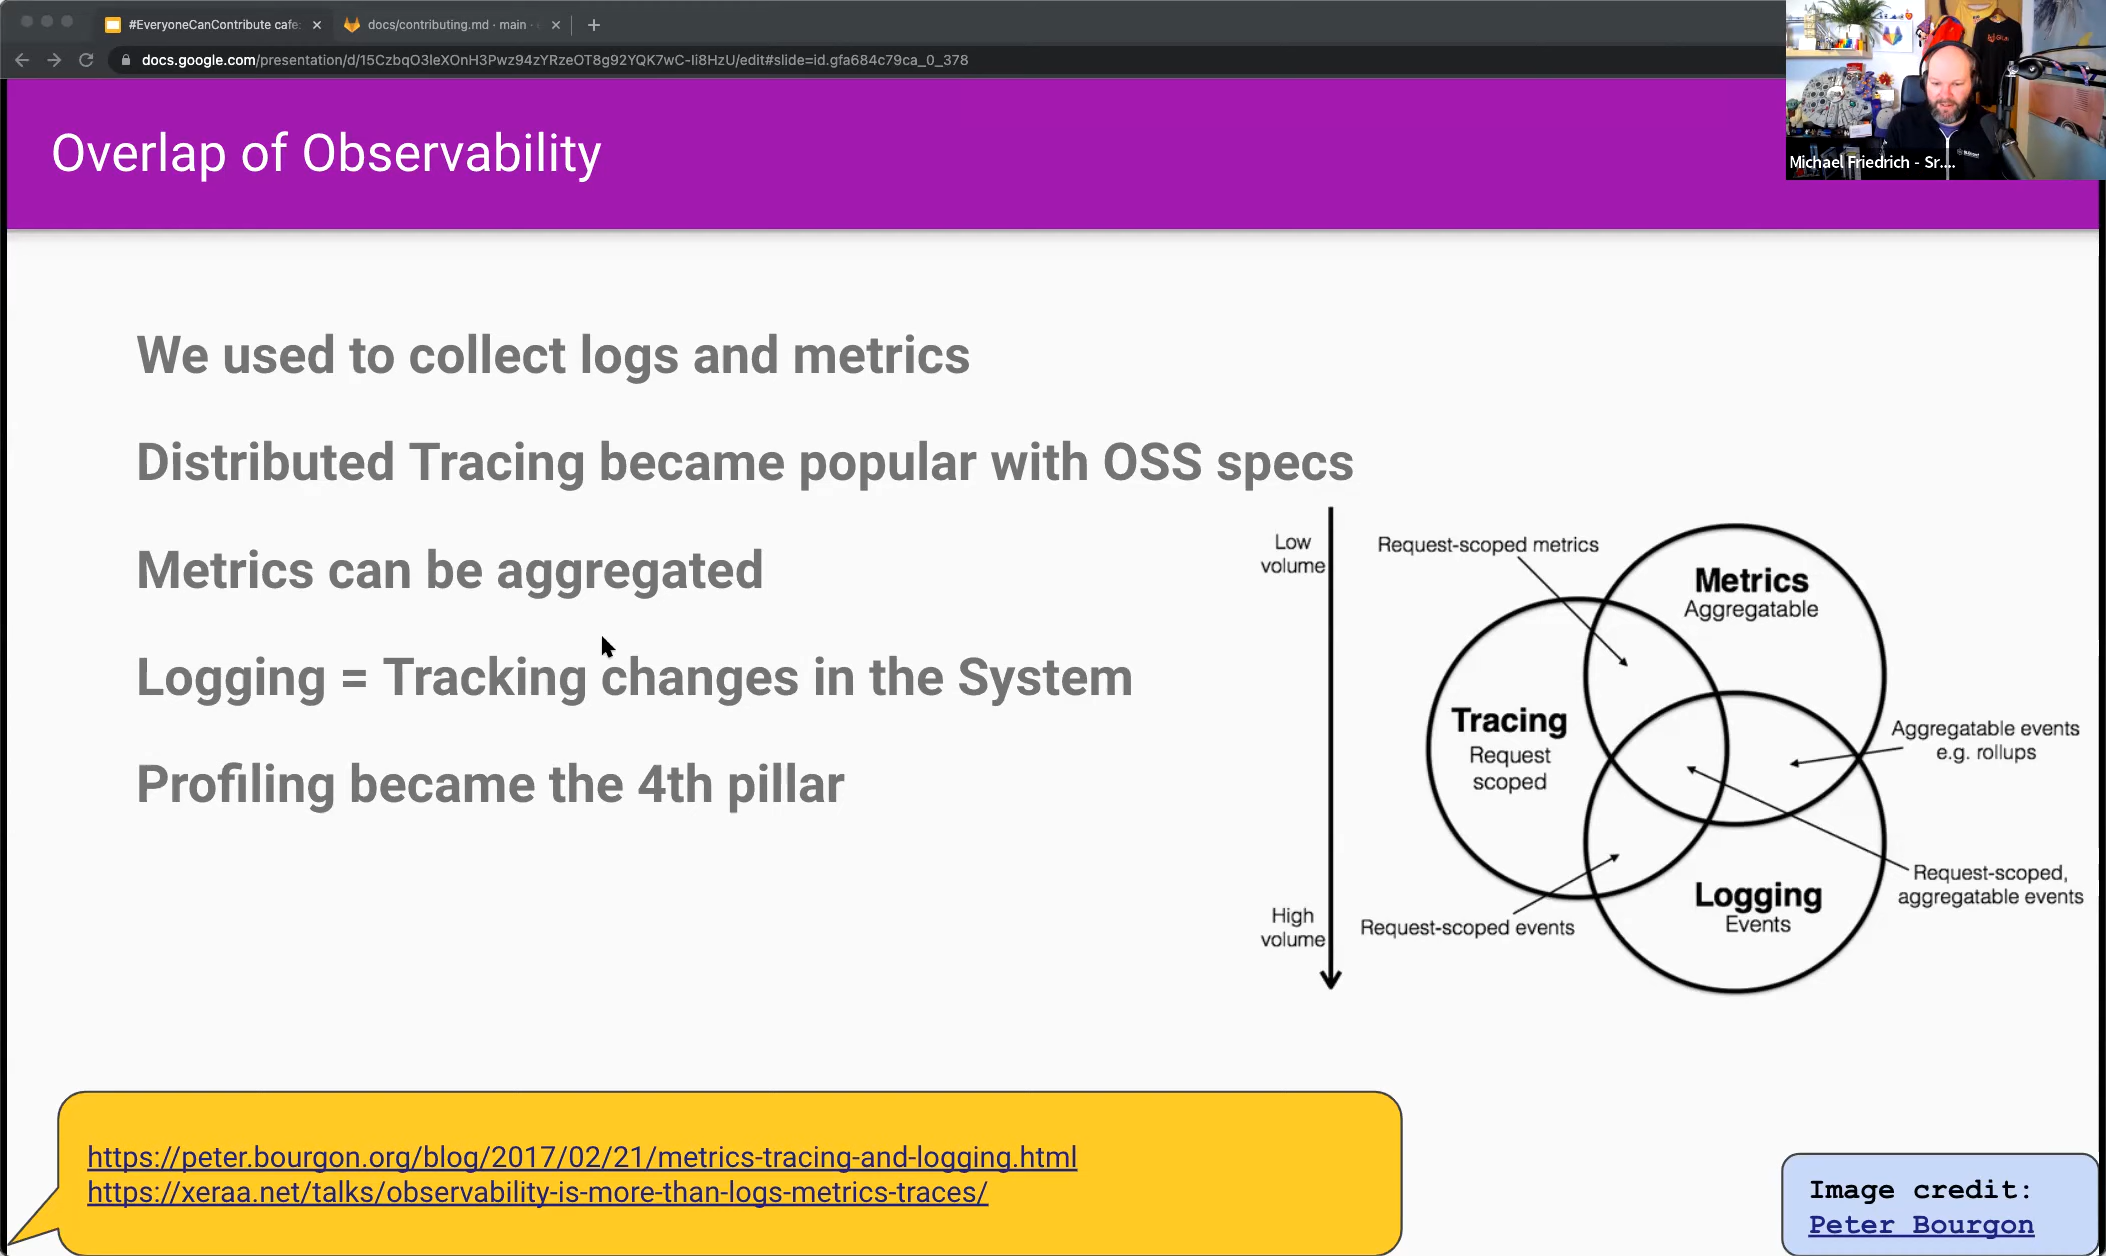 #EveryoneCanContribute cafe:
docs/contributing.md · main ·
docs.google.com/presentation/d/15CzbqO3IeXOnH3Pwz94zYRzeOT8g92YQK7wC-Ii8HzU/edit#slide=id.gfa684c79ca_0_378
Michael Friedrich - Sr....
Overlap of Observability
We used to collect logs and metrics
Distributed Tracing became popular with OSS specs
Metrics can be aggregated
Logging = Tracking changes in the System
Profiling became the 4th pillar
Low
volume
High
volume
Request-scoped metrics
Metrics
Aggregatable
Tracing
Request
scoped
Aggregatable events
e.g. rollups
Logging
Events
Request-scoped,
aggregatable events
Request-scoped events
https://peter.bourgon.org/blog/2017/02/21/metrics-tracing-and-logging.html
https://xeraa.net/talks/observability-is-more-than-logs-metrics-traces/
Image credit:
Peter Bourgon